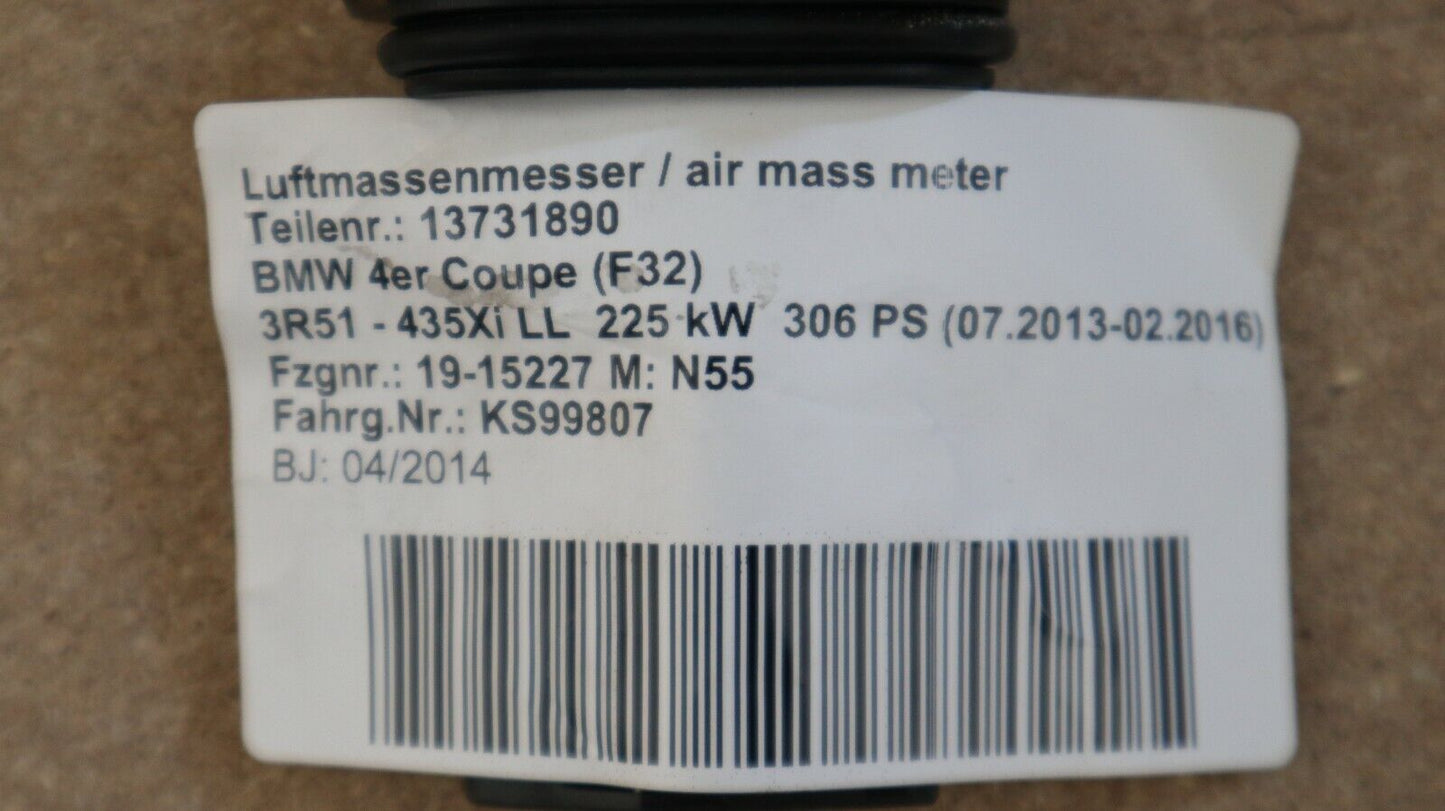 Luftmassenmesser / air mass meter
Teilenr.: 13731890
BMW 4er Coupe (F32)
3R51 - 435Xi LL 225 kW 306 PS (07.2013-02.2016)
Fzgnr.: 19-15227 M: N55
Fahrg.Nr.: KS99807
BJ: 04/2014